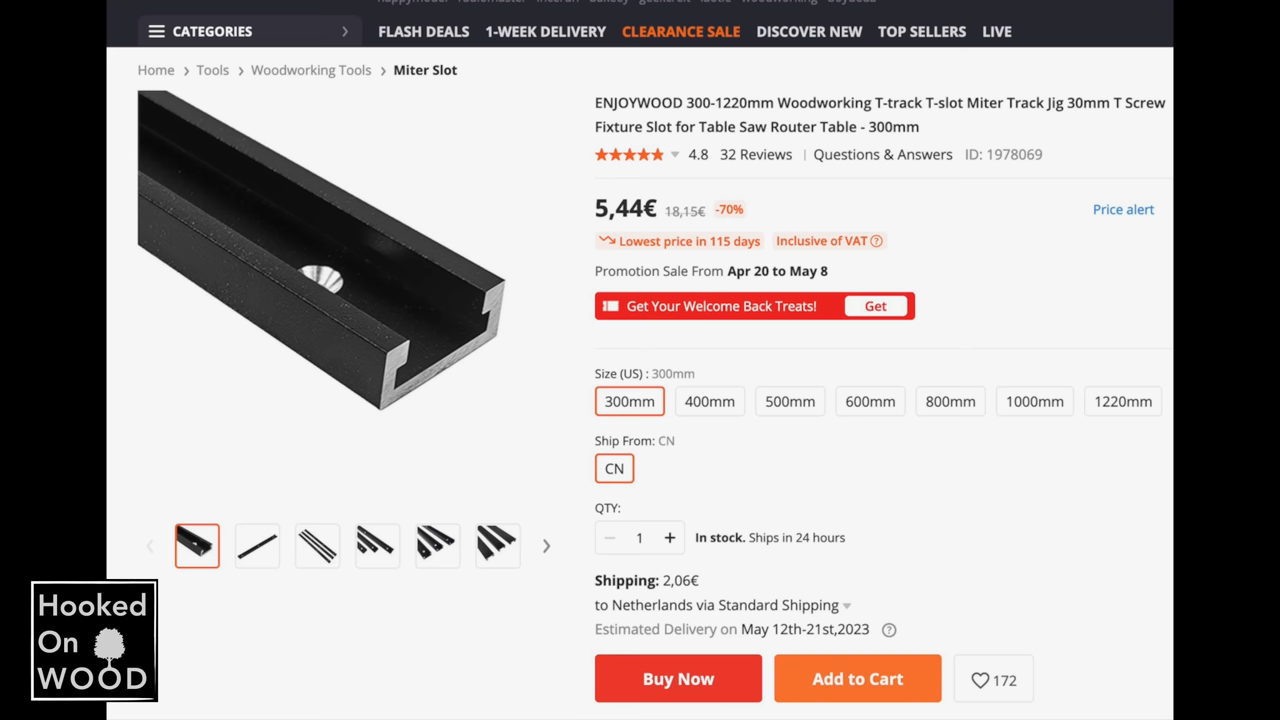 CATEGORIES
FLASH DEALS 1-WEEK DELIVERY CLEARANCE SALE DISCOVER NEW TOP SELLERS LIVE
Home > Tools > Woodworking Tools > Miter Slot
ENJOYWOOD 300-1220mm Woodworking T-track T-slot Miter Track Jig 30mm T Screw
Fixture Slot for Table Saw Router Table - 300mm
4.8 32 Reviews | Questions & Answers ID: 1978069
5,44€ 18,15€ -70%
Price alert
Lowest price in 115 days Inclusive of VAT ?
Promotion Sale From Apr 20 to May 8
Get Your Welcome Back Treats! Get
Size (US) : 300mm
300mm 400mm 500mm 600mm 800mm 1000mm 1220mm
Ship From: CN
CN
QTY:
− 1 + In stock. Ships in 24 hours
Shipping: 2,06€
to Netherlands via Standard Shipping
Estimated Delivery on May 12th-21st,2023 ?
Buy Now Add to Cart 172
Hooked
On
WOOD